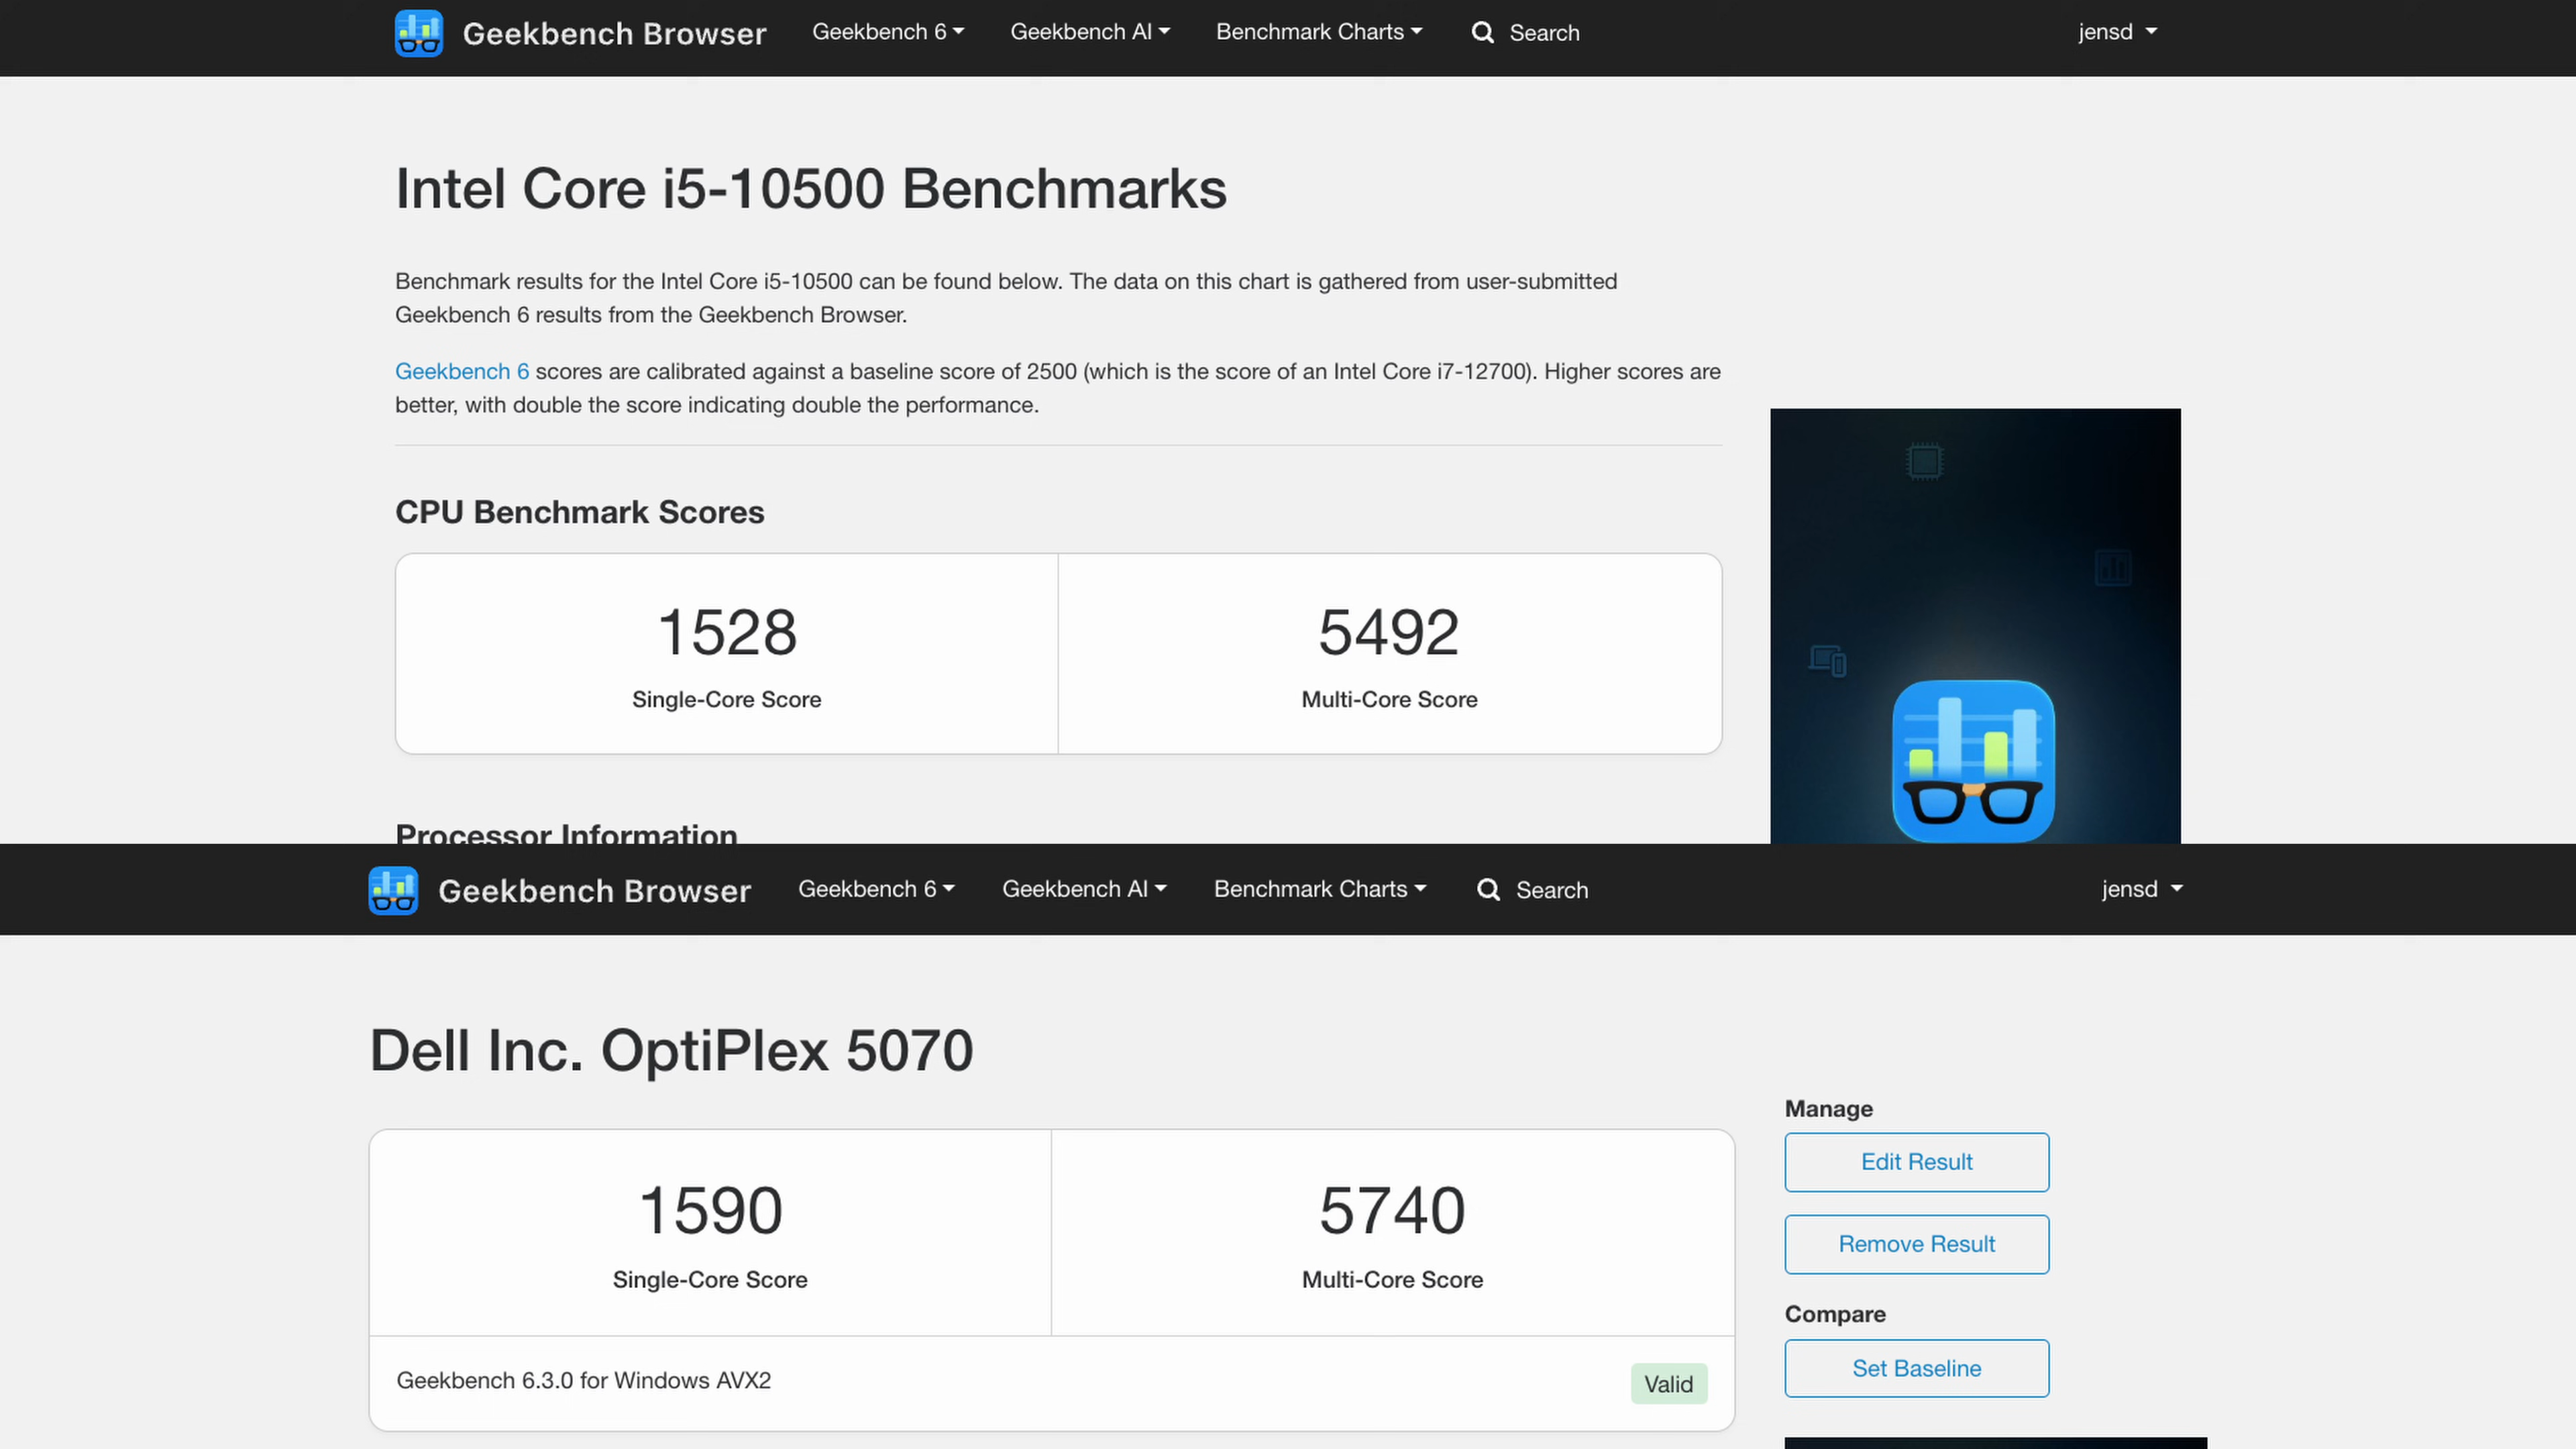 Geekbench Browser Geekbench 6 Geekbench AI Benchmark Charts Search jensd
Intel Core i5-10500 Benchmarks
Benchmark results for the Intel Core i5-10500 can be found below. The data on this chart is gathered from user-submitted
Geekbench 6 results from the Geekbench Browser.
Geekbench 6 scores are calibrated against a baseline score of 2500 (which is the score of an Intel Core i7-12700). Higher scores are
better, with double the score indicating double the performance.
CPU Benchmark Scores
1528
Single-Core Score
5492
Multi-Core Score
Processor Information
Geekbench Browser Geekbench 6 Geekbench AI Benchmark Charts Search jensd
Dell Inc. OptiPlex 5070
1590
Single-Core Score
5740
Multi-Core Score
Geekbench 6.3.0 for Windows AVX2
Valid
Manage
Edit Result
Remove Result
Compare
Set Baseline